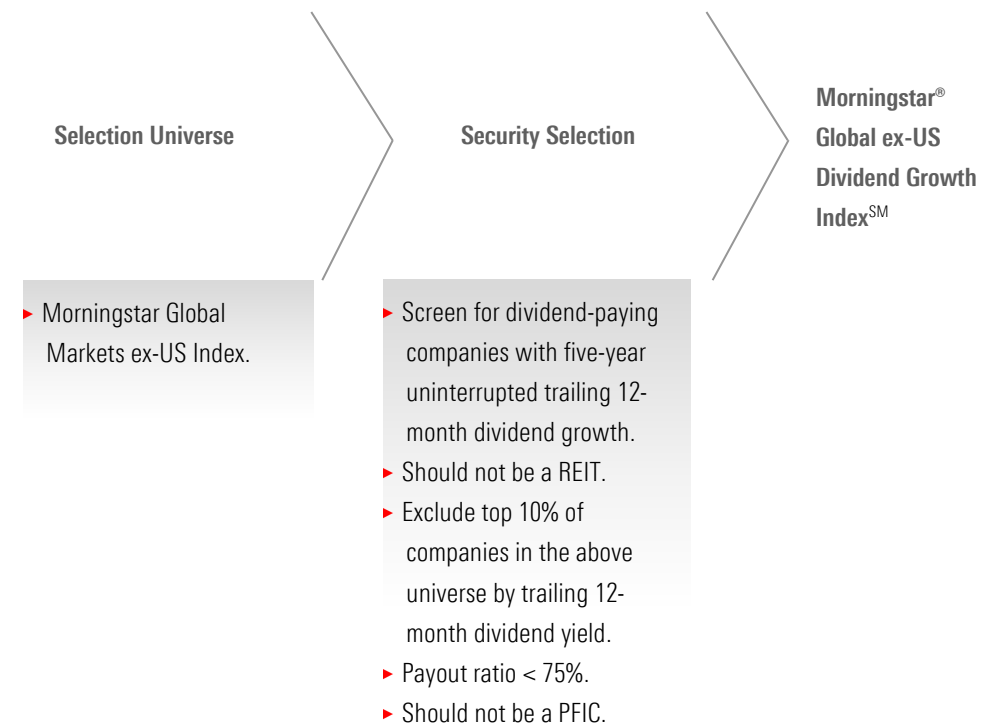 Selection Universe
Security Selection
Morningstar®
Global ex-US
Dividend Growth
Index℠
► Morningstar Global
Markets ex-US Index.
► Screen for dividend-paying
companies with five-year
uninterrupted trailing 12-
month dividend growth.
► Should not be a REIT.
► Exclude top 10% of
companies in the above
universe by trailing 12-
month dividend yield.
► Payout ratio < 75%.
► Should not be a PFIC.